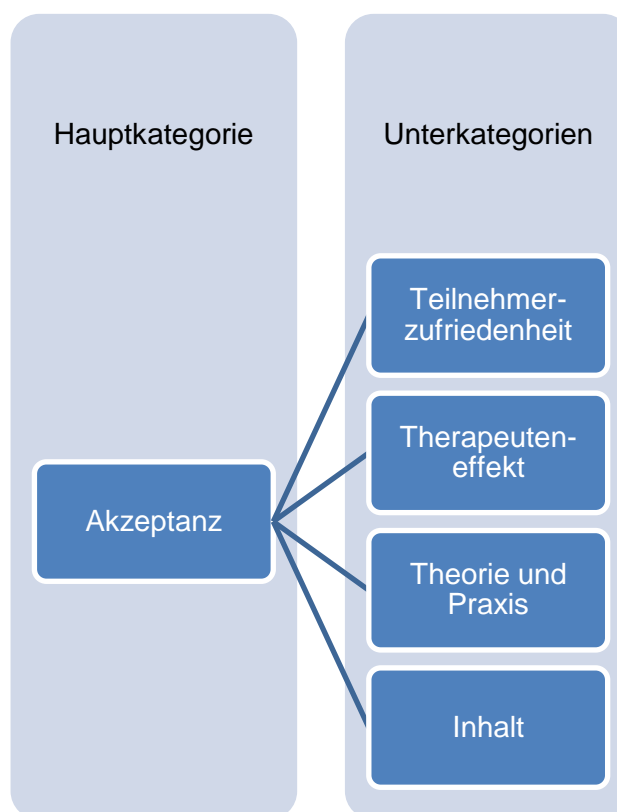 Hauptkategorie
Unterkategorien
Akzeptanz
Teilnehmer-
zufriedenheit
Therapeuten-
effekt
Theorie und
Praxis
Inhalt